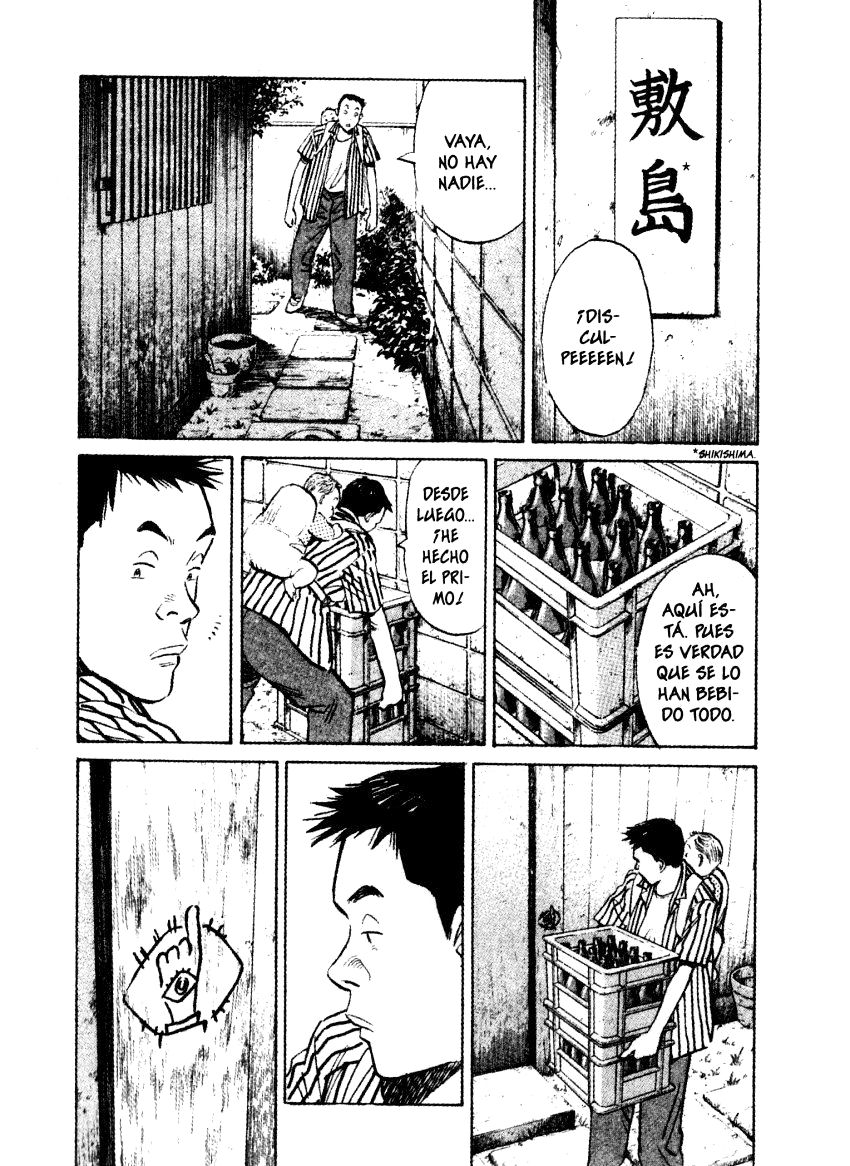 敷
島
*
VAYA,
NO HAY
NADIE...
¡DIS-
CUL-
PEEEEEN!
*SHIKISHIMA.
DESDE
LUEGO...
¡HE
HECHO
EL PRI-
MO!
AH,
AQUÍ ES-
TÁ. PUES
ES VERDAD
QUE SE LO
HAN BEBI-
DO TODO.